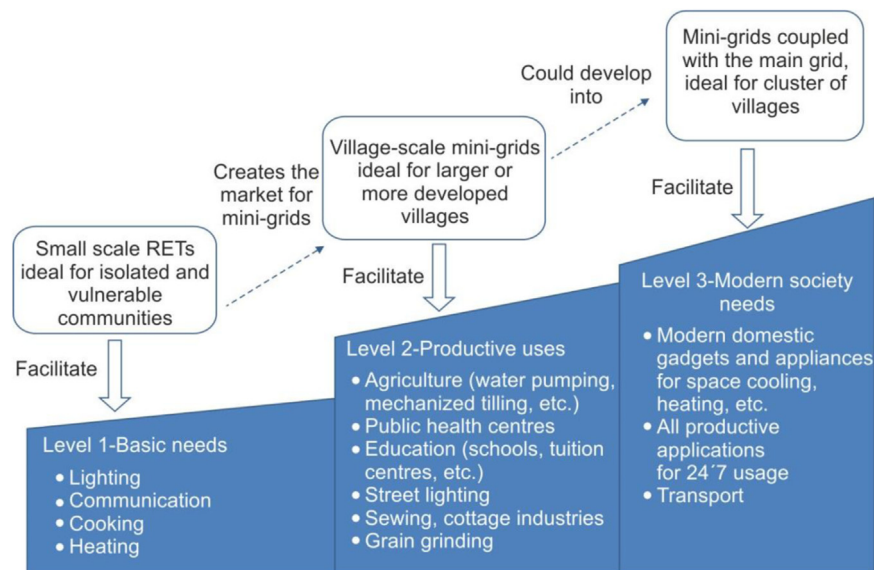 Small scale RETs
ideal for isolated and
vulnerable
communities
Creates the
market for
mini-grids
Village-scale mini-grids
ideal for larger or
more developed
villages
Could develop
into
Mini-grids coupled
with the main grid,
ideal for cluster of
villages
Facilitate
Facilitate
Facilitate
Level 1-Basic needs
• Lighting
• Communication
• Cooking
• Heating
Level 2-Productive uses
• Agriculture (water pumping,
mechanized tilling, etc.)
• Public health centres
• Education (schools, tuition
centres, etc.)
• Street lighting
• Sewing, cottage industries
• Grain grinding
Level 3-Modern society
needs
• Modern domestic
gadgets and appliances
for space cooling,
heating, etc.
• All productive
applications
for 24´7 usage
• Transport